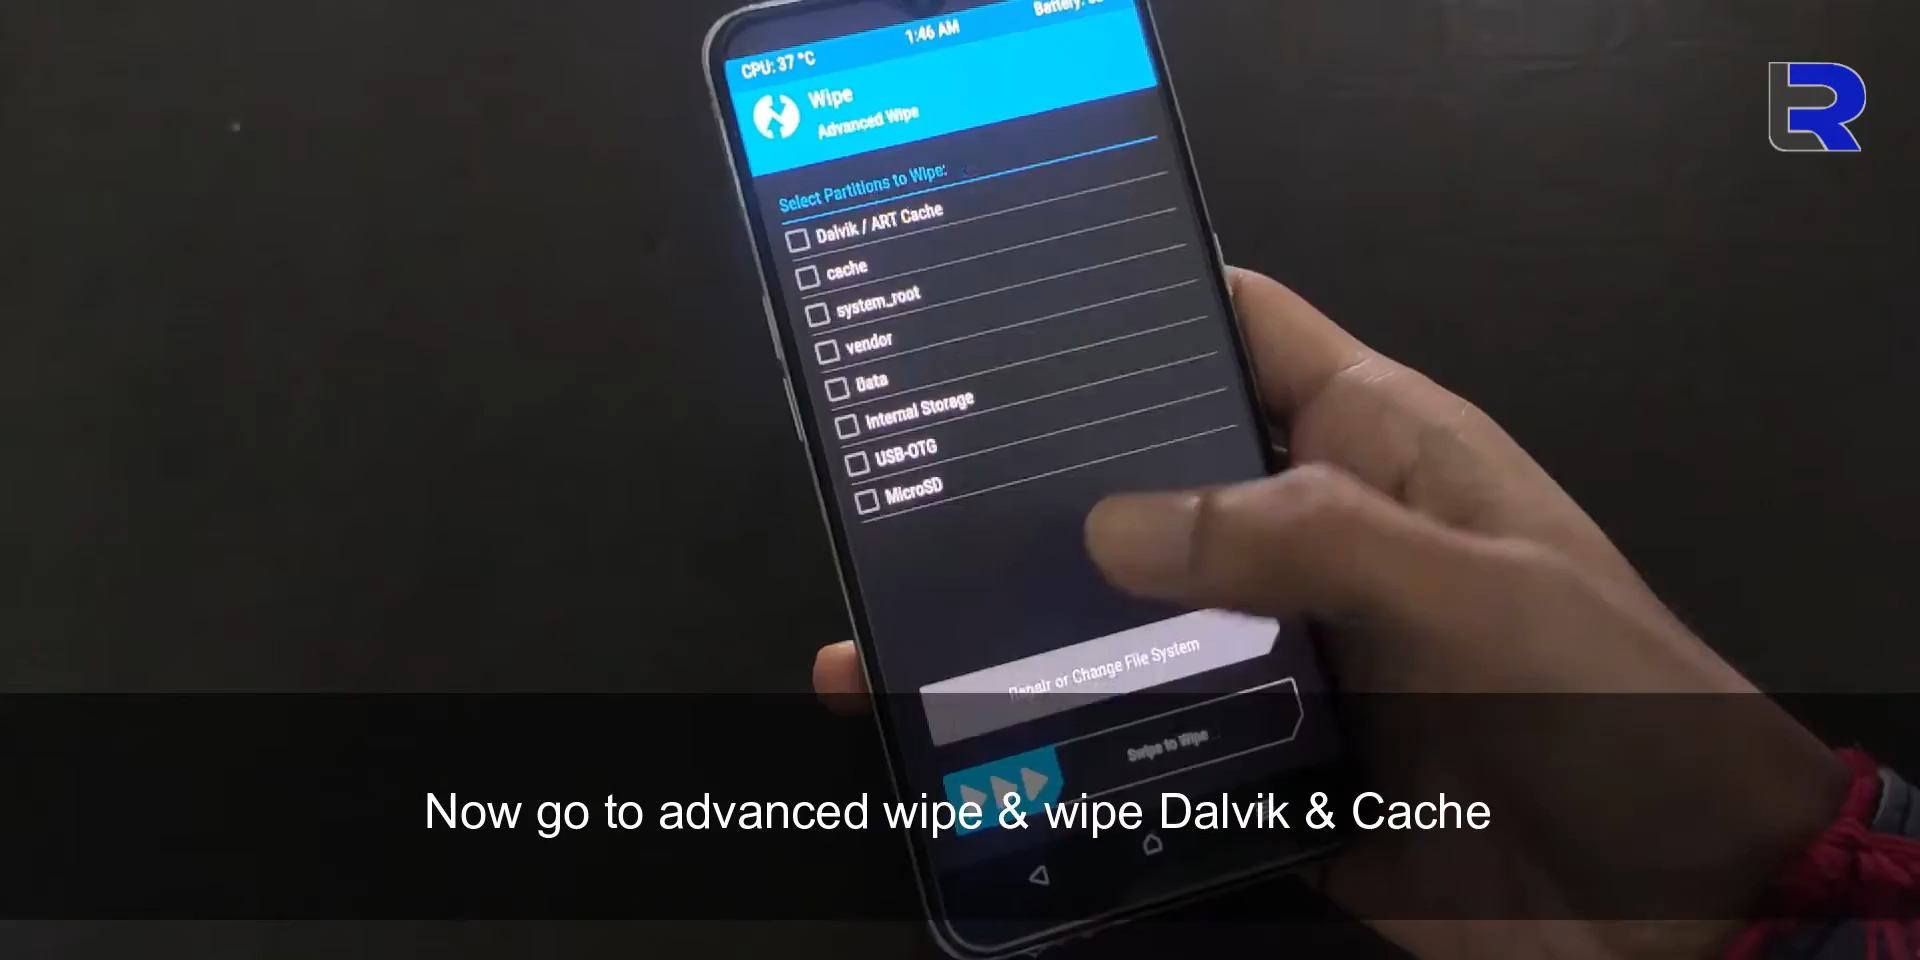 CPU: 37 °C
1:46 AM
Battery:
Wipe
Advanced Wipe
Select Partitions to Wipe:
Dalvik / ART Cache
cache
system_root
vendor
Data
Internal Storage
USB-OTG
MicroSD
Repair or Change File System
Swipe to Wipe
Now go to advanced wipe & wipe Dalvik & Cache